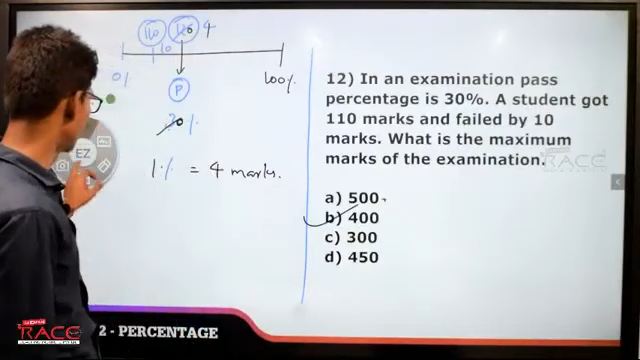 110 120 4
10
0% 100%
P
30%
1% = 4 marks.
EZ
12) In an examination pass
percentage is 30%. A student got
110 marks and failed by 10
marks. What is the maximum
marks of the examination.
RACE
a) 500
b) 400
c) 300
d) 450
RACE
2 - PERCENTAGE